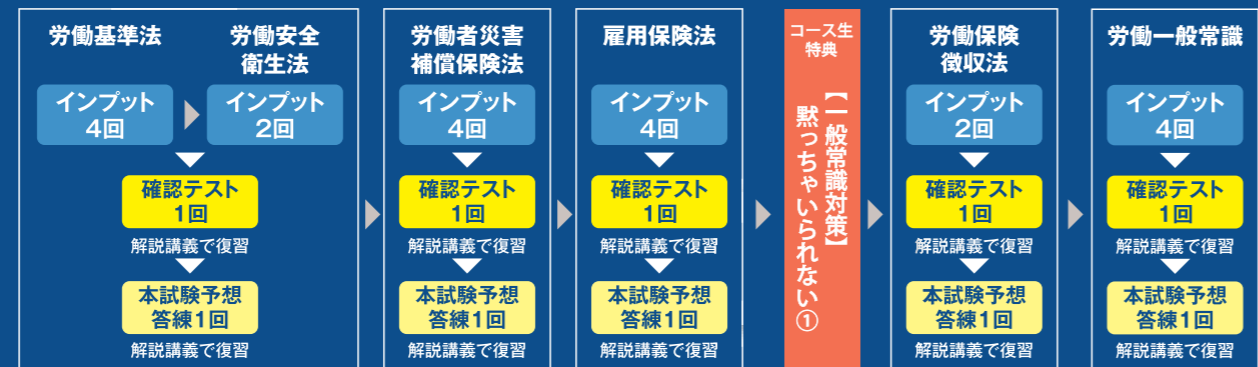 労働基準法
労働安全
衛生法
インプット
4回
インプット
2回
確認テスト
1回
解説講義で復習
本試験予想
答練1回
解説講義で復習
労働者災害
補償保険法
インプット
4回
確認テスト
1回
解説講義で復習
本試験予想
答練1回
解説講義で復習
雇用保険法
インプット
4回
確認テスト
1回
解説講義で復習
本試験予想
答練1回
解説講義で復習
コース生
特典
【一般常識対策】
黙っちゃいられない①
労働保険
徴収法
インプット
2回
確認テスト
1回
解説講義で復習
本試験予想
答練1回
解説講義で復習
労働一般常識
インプット
4回
確認テスト
1回
解説講義で復習
本試験予想
答練1回
解説講義で復習